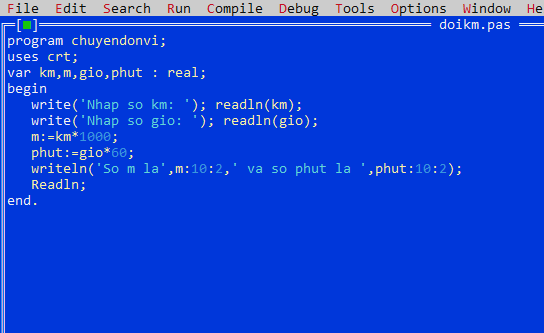 File Edit Search Run Compile Debug Tools Options Window He
[■] doikm.pas
program chuyendonvi;
uses crt;
var km,m,gio,phut : real;
begin
   write('Nhap so km: '); readln(km);
   write('Nhap so gio: '); readln(gio);
   m:=km*1000;
   phut:=gio*60;
   writeln('So m la',m:10:2,' va so phut la ',phut:10:2);
   Readln;
end.